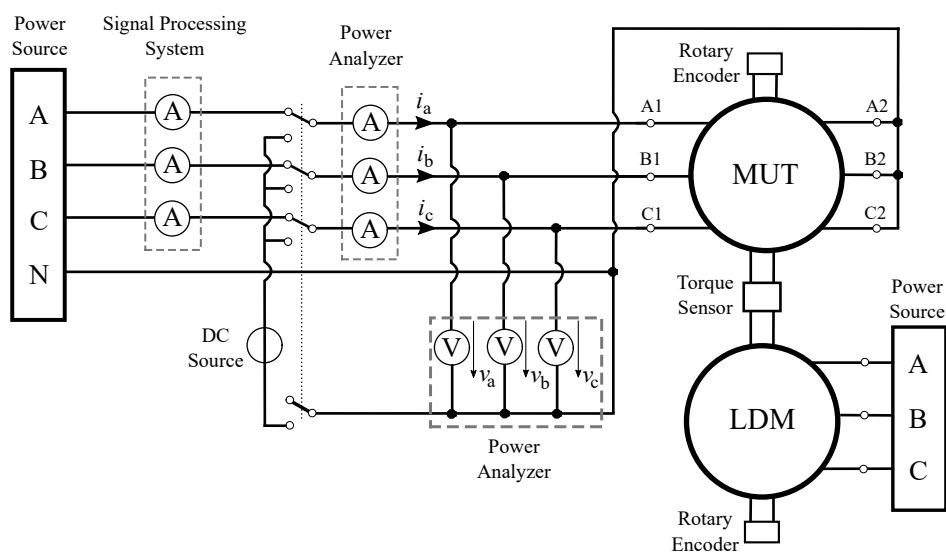 Power
Source
Signal Processing
System
Power
Analyzer
Rotary
Encoder
A
B
C
N
A
A
A
A
A
A
i_a
i_b
i_c
A1
B1
C1
MUT
A2
B2
C2
DC
Source
V
V
V
v_a
v_b
v_c
Power
Analyzer
Torque
Sensor
Power
Source
LDM
A
B
C
Rotary
Encoder